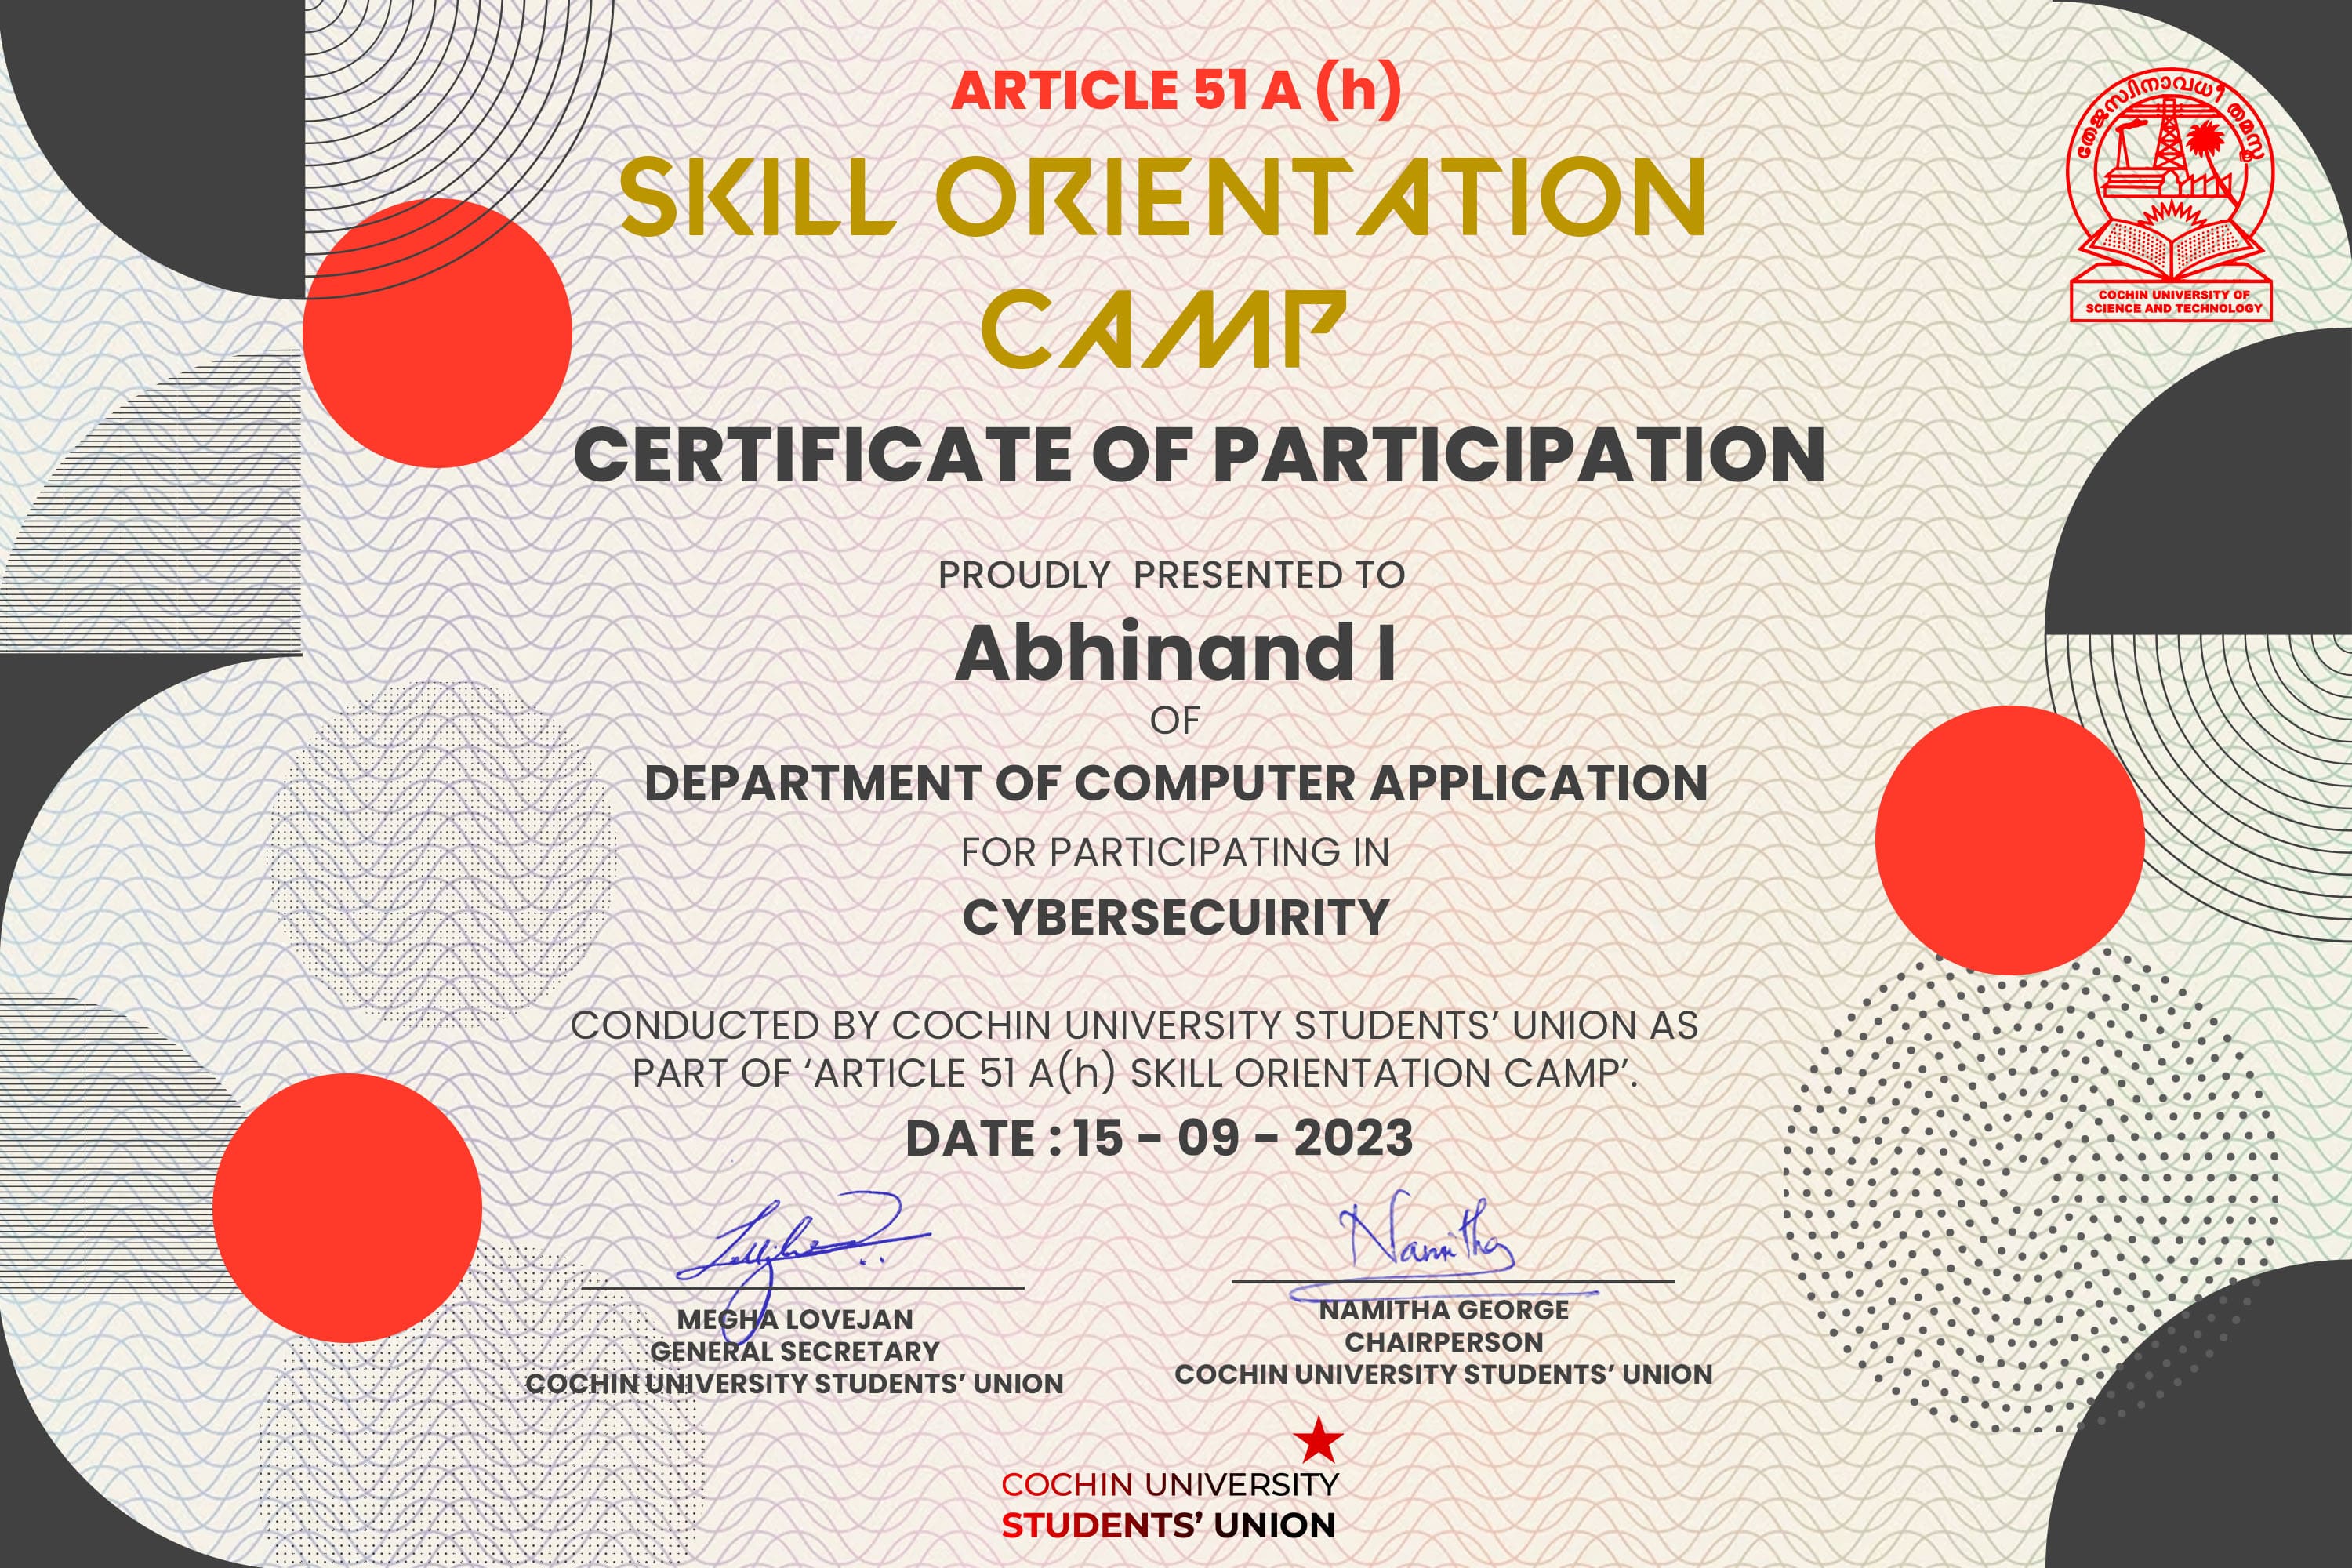 ARTICLE 51 A (h)
SKILL ORIENTATION
CAMP
തേജസ്വിനാവധീതമസ്തു
COCHIN UNIVERSITY OF
SCIENCE AND TECHNOLOGY
CERTIFICATE OF PARTICIPATION
PROUDLY PRESENTED TO
Abhinand I
OF
DEPARTMENT OF COMPUTER APPLICATION
FOR PARTICIPATING IN
CYBERSECUIRITY
CONDUCTED BY COCHIN UNIVERSITY STUDENTS’ UNION AS
PART OF ‘ARTICLE 51 A(h) SKILL ORIENTATION CAMP’.
DATE : 15 - 09 - 2023
Namitha
MEGHA LOVEJAN
GENERAL SECRETARY
COCHIN UNIVERSITY STUDENTS’ UNION
NAMITHA GEORGE
CHAIRPERSON
COCHIN UNIVERSITY STUDENTS’ UNION
COCHIN UNIVERSITY
STUDENTS’ UNION